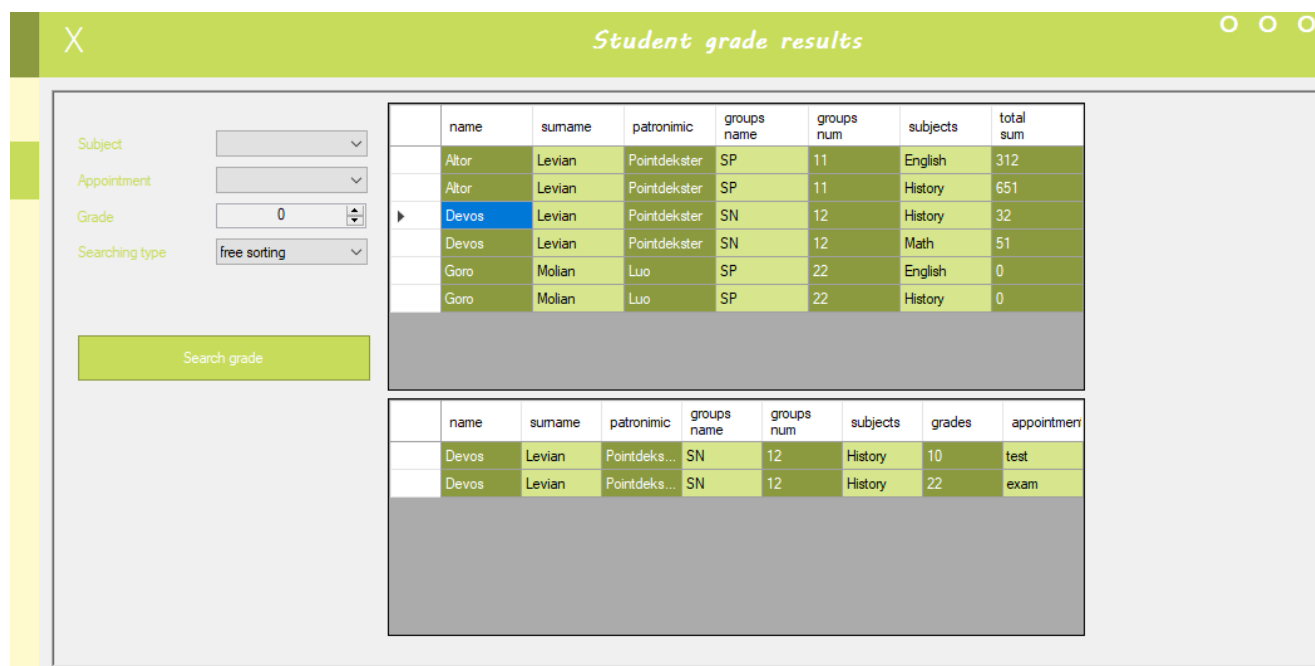 X Student grade results
Subject
Appointment
Grade 0
Searching type free sorting
Search grade
name surname patronimic groups name groups num subjects total sum
Altor Levian Pointdekster SP 11 English 312
Altor Levian Pointdekster SP 11 History 651
Devos Levian Pointdekster SN 12 History 32
Devos Levian Pointdekster SN 12 Math 51
Goro Molian Luo SP 22 English 0
Goro Molian Luo SP 22 History 0
name surname patronimic groups name groups num subjects grades appointmen
Devos Levian Pointdeks... SN 12 History 10 test
Devos Levian Pointdeks... SN 12 History 22 exam